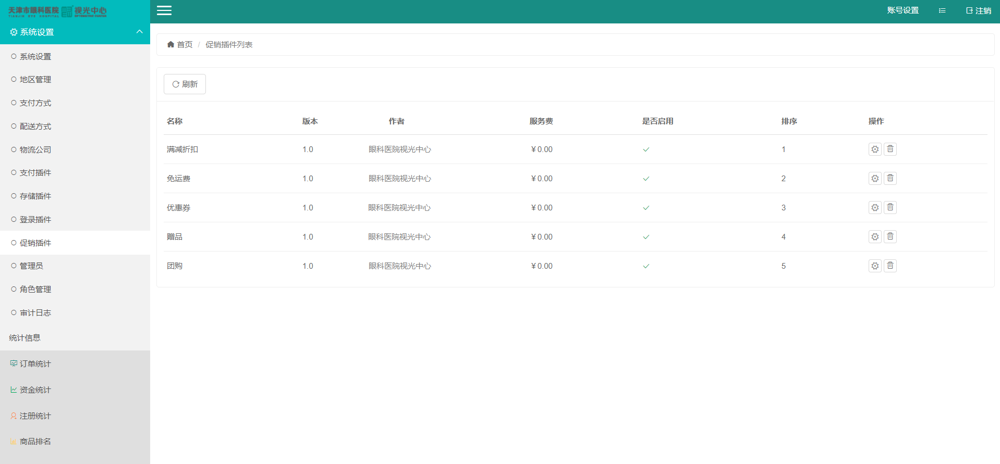 天津市眼科医院 视光中心
TIANJIN EYE HOSPITAL OPTOMETRIC CENTER
账号设置 注销
系统设置
系统设置
地区管理
支付方式
配送方式
物流公司
支付插件
存储插件
登录插件
促销插件
管理员
角色管理
审计日志
统计信息
订单统计
资金统计
注册统计
商品排名
首页 / 促销插件列表
刷新
名称 版本 作者 服务费 是否启用 排序 操作
满减折扣 1.0 眼科医院视光中心 ¥0.00 1
免运费 1.0 眼科医院视光中心 ¥0.00 2
优惠券 1.0 眼科医院视光中心 ¥0.00 3
赠品 1.0 眼科医院视光中心 ¥0.00 4
团购 1.0 眼科医院视光中心 ¥0.00 5